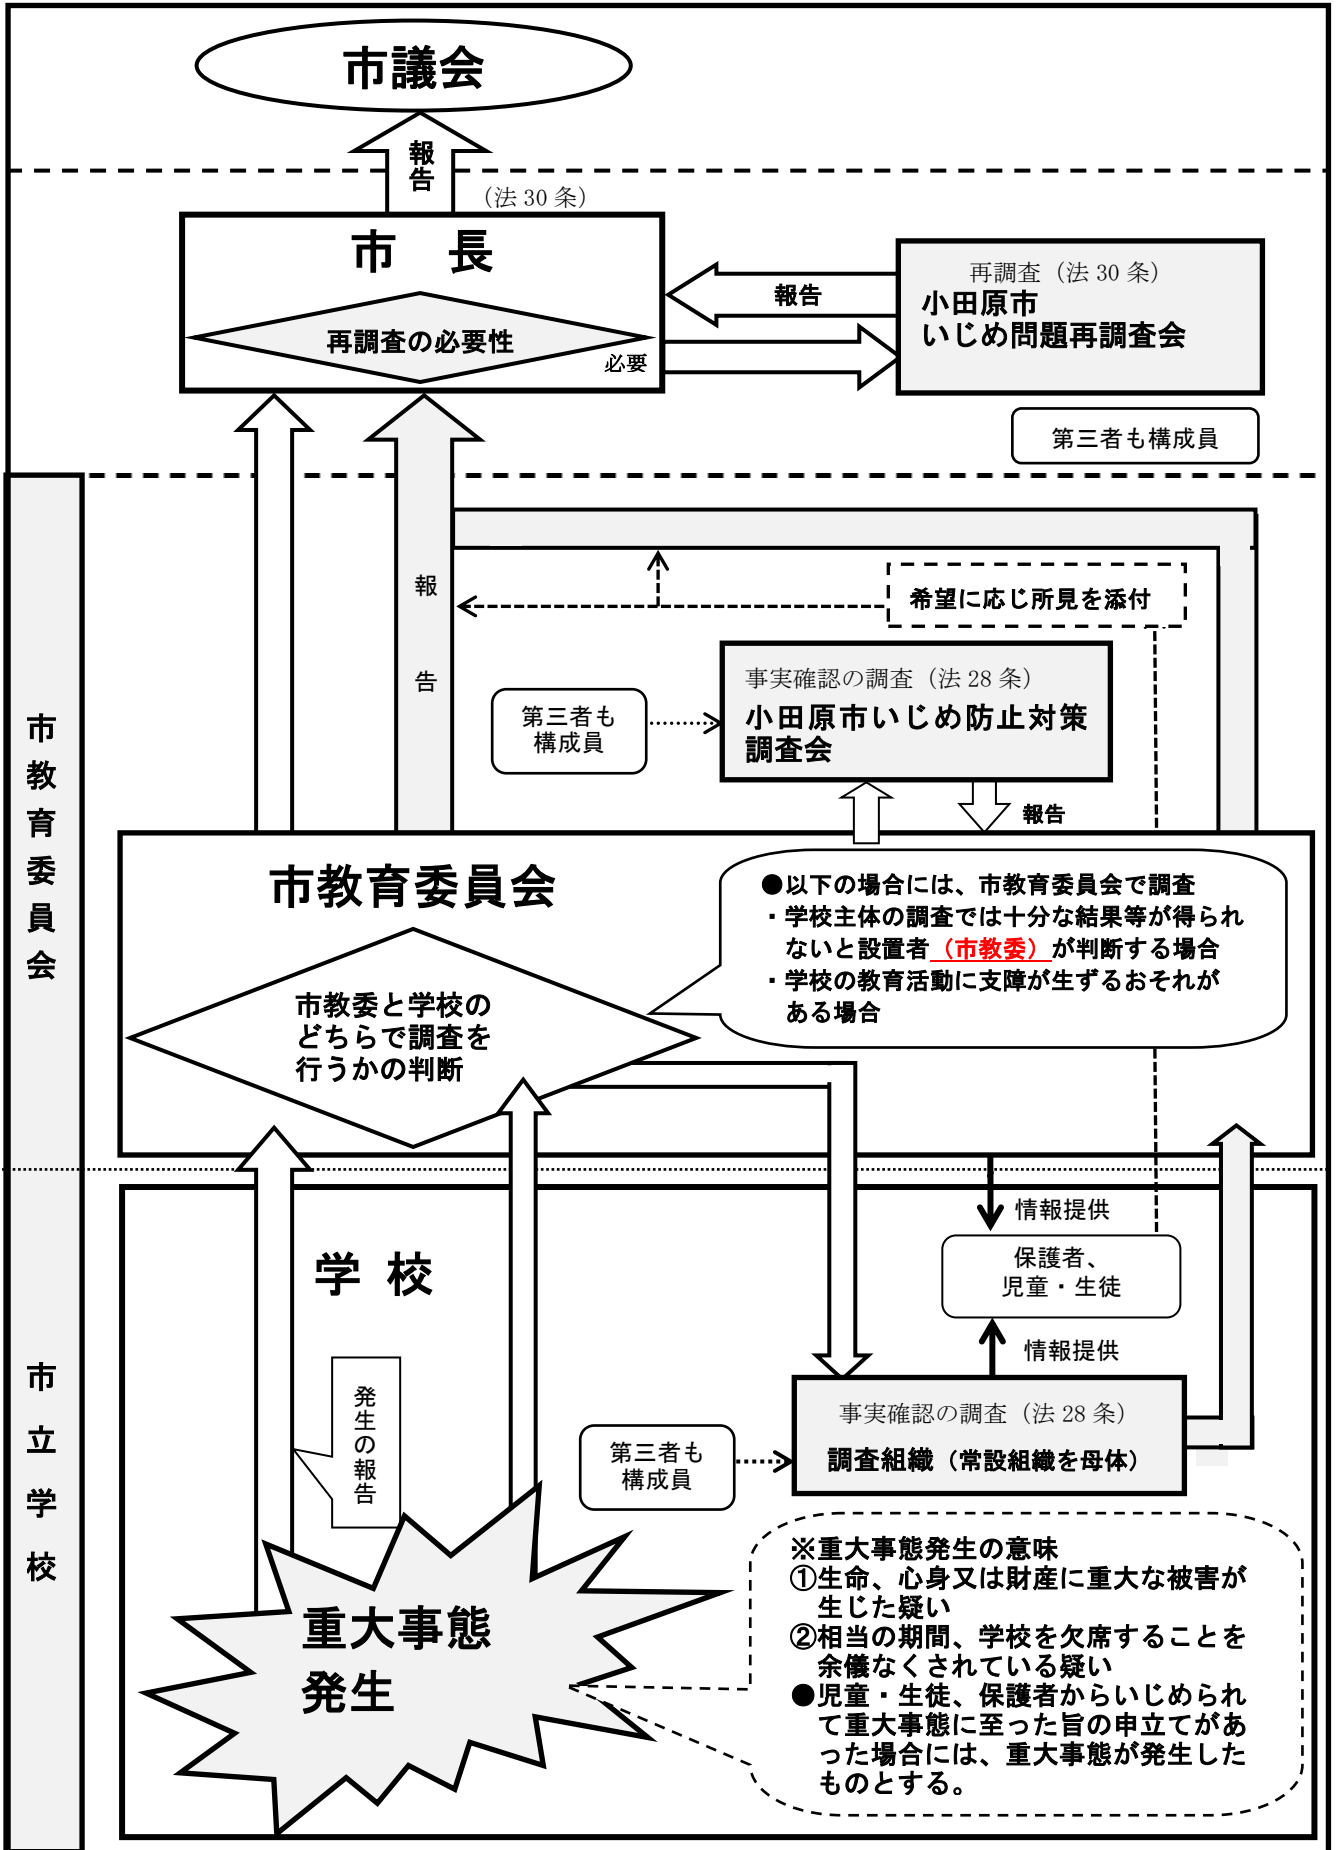 市議会
報告
（法 30 条）
市　長
再調査の必要性
必要
報告
再調査（法 30 条）
小田原市
いじめ問題再調査会
第三者も構成員
報告
希望に応じ所見を添付
事実確認の調査（法 28 条）
小田原市いじめ防止対策
調査会
第三者も
構成員
報告
市教育委員会
市教育委員会
●以下の場合には、市教育委員会で調査
・学校主体の調査では十分な結果等が得られ
ないと設置者（市教委）が判断する場合
・学校の教育活動に支障が生ずるおそれが
ある場合
市教委と学校の
どちらで調査を
行うかの判断
市立学校
学 校
情報提供
保護者、
児童・生徒
情報提供
発生の報告
事実確認の調査（法 28 条）
調査組織（常設組織を母体）
第三者も
構成員
重大事態
発生
※重大事態発生の意味
①生命、心身又は財産に重大な被害が
生じた疑い
②相当の期間、学校を欠席することを
余儀なくされている疑い
●児童・生徒、保護者からいじめられ
て重大事態に至った旨の申立てがあ
った場合には、重大事態が発生した
ものとする。